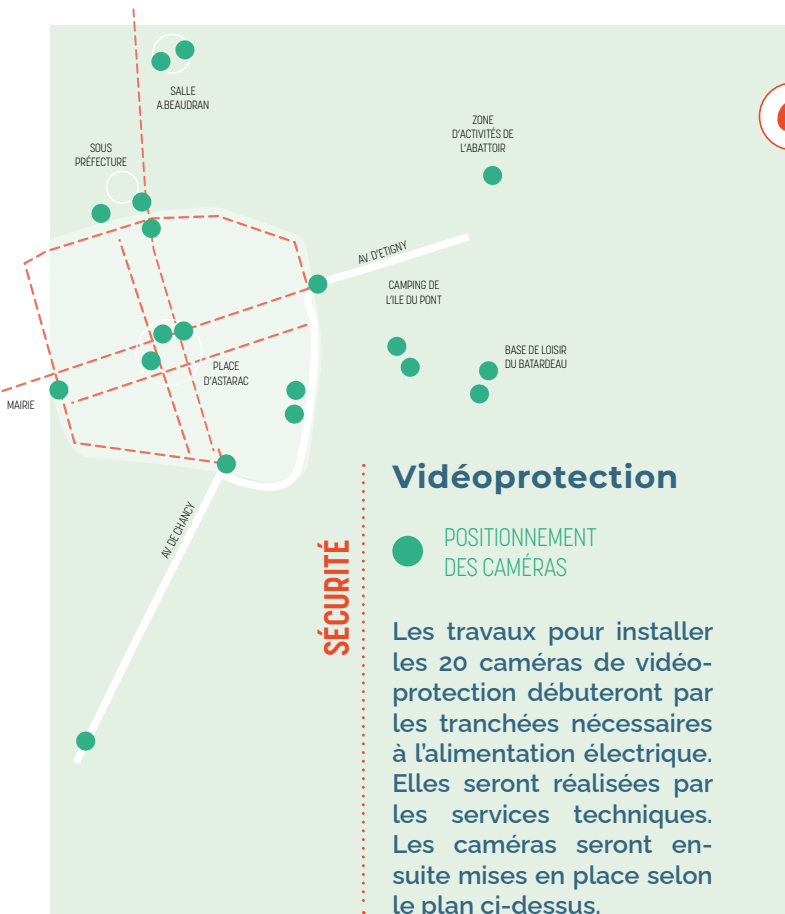 SALLE
A.BEAUDRAN
ZONE
D'ACTIVITÉS DE
L'ABATTOIR
SOUS
PRÉFECTURE
AV. D'ETIGNY
CAMPING DE
L'ILE DU PONT
BASE DE LOISIR
DU BATARDEAU
PLACE
D'ASTARAC
MAIRIE
AV. DE CHANCY
SÉCURITÉ
Vidéoprotection
POSITIONNEMENT
DES CAMÉRAS
Les travaux pour installer
les 20 caméras de vidéo-
protection débuteront par
les tranchées nécessaires
à l'alimentation électrique.
Elles seront réalisées par
les services techniques.
Les caméras seront en-
suite mises en place selon
le plan ci-dessus.